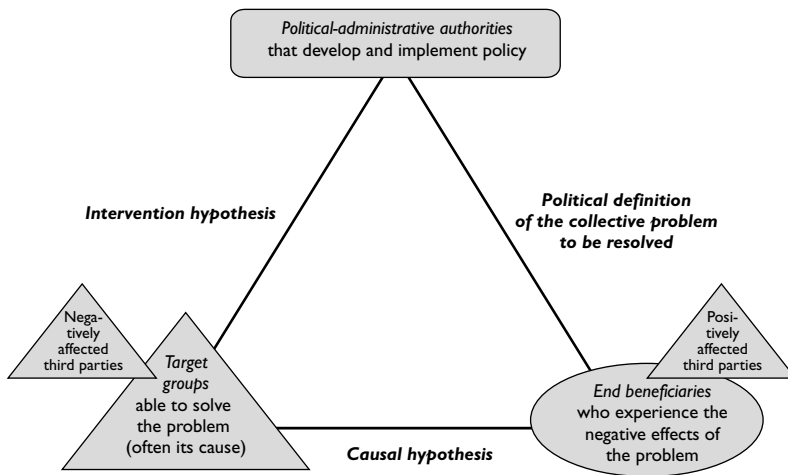 Political-administrative authorities
that develop and implement policy
Intervention hypothesis
Political definition
of the collective problem
to be resolved
Nega-
tively
affected
third parties
Target
groups
able to solve
the problem
(often its cause)
Causal hypothesis
Posi-
tively
affected
third parties
End beneficiaries
who experience the
negative effects of
the problem